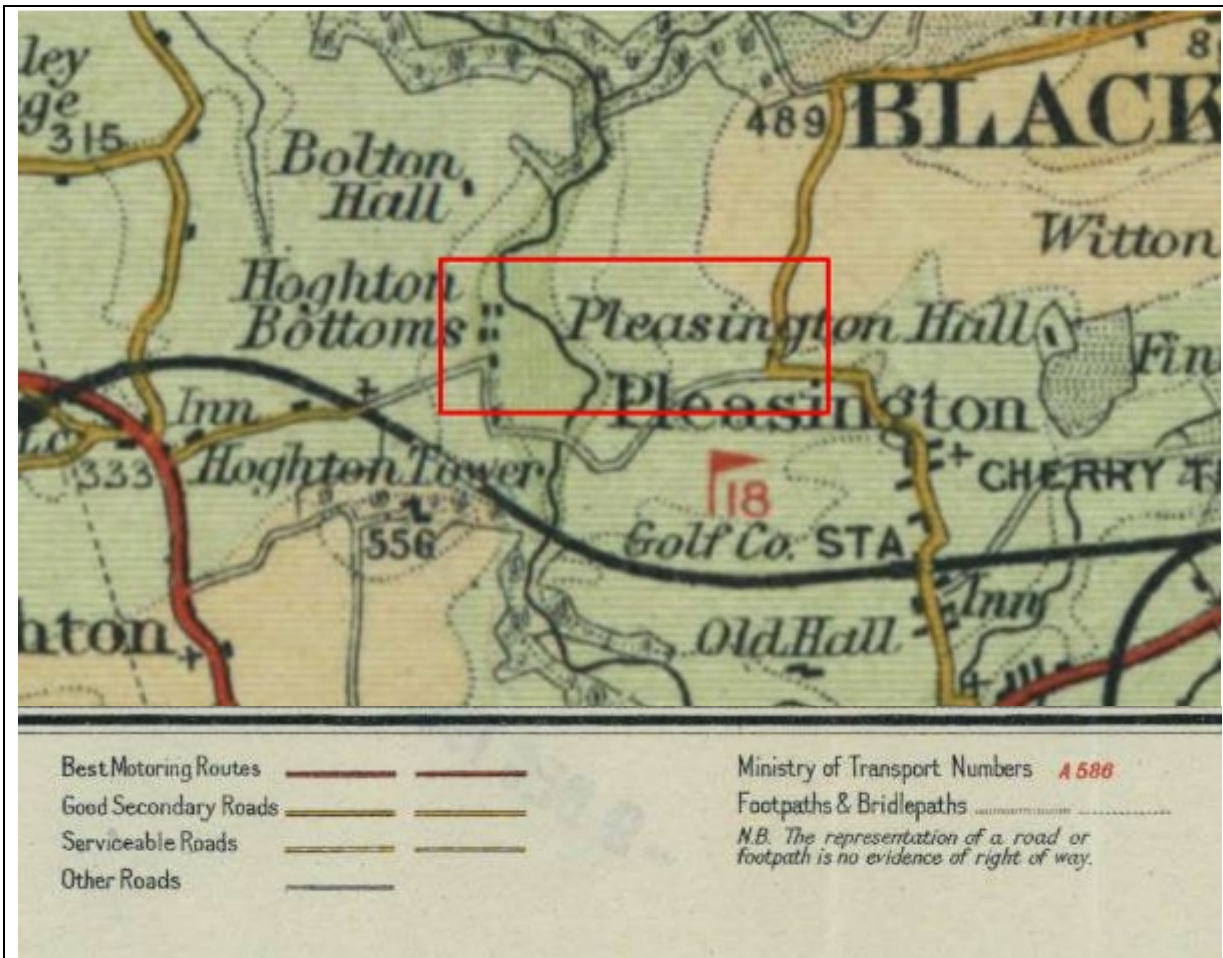 ley
ge
315
Bolton
Hall
489
BLACK
Witton
Hoghton
Bottoms
Pleasington Hall
Fin
Pleasington
Inn
L.C
333
Hoghton Tower
18
CHERRY T
556
Golf Co. STA
Inn
hton
Old Hall
Best Motoring Routes
Good Secondary Roads
Serviceable Roads
Other Roads
Ministry of Transport Numbers A 586
Footpaths & Bridlepaths
N.B. The representation of a road or
footpath is no evidence of right of way.